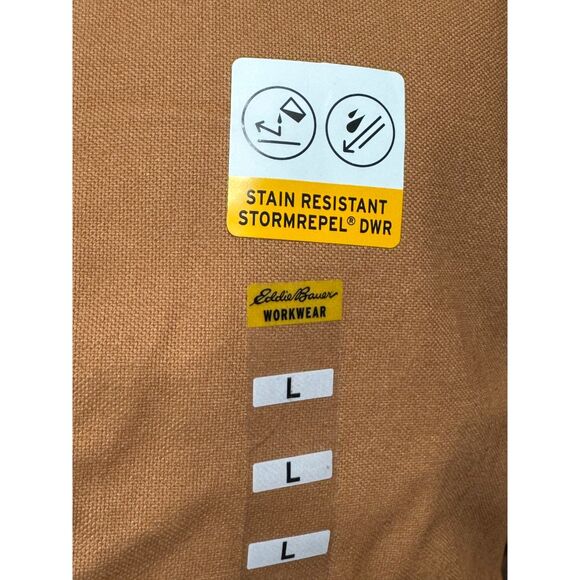 STAIN RESISTANT
STORMREPEL® DWR
Eddie Bauer
WORKWEAR
L
L
L